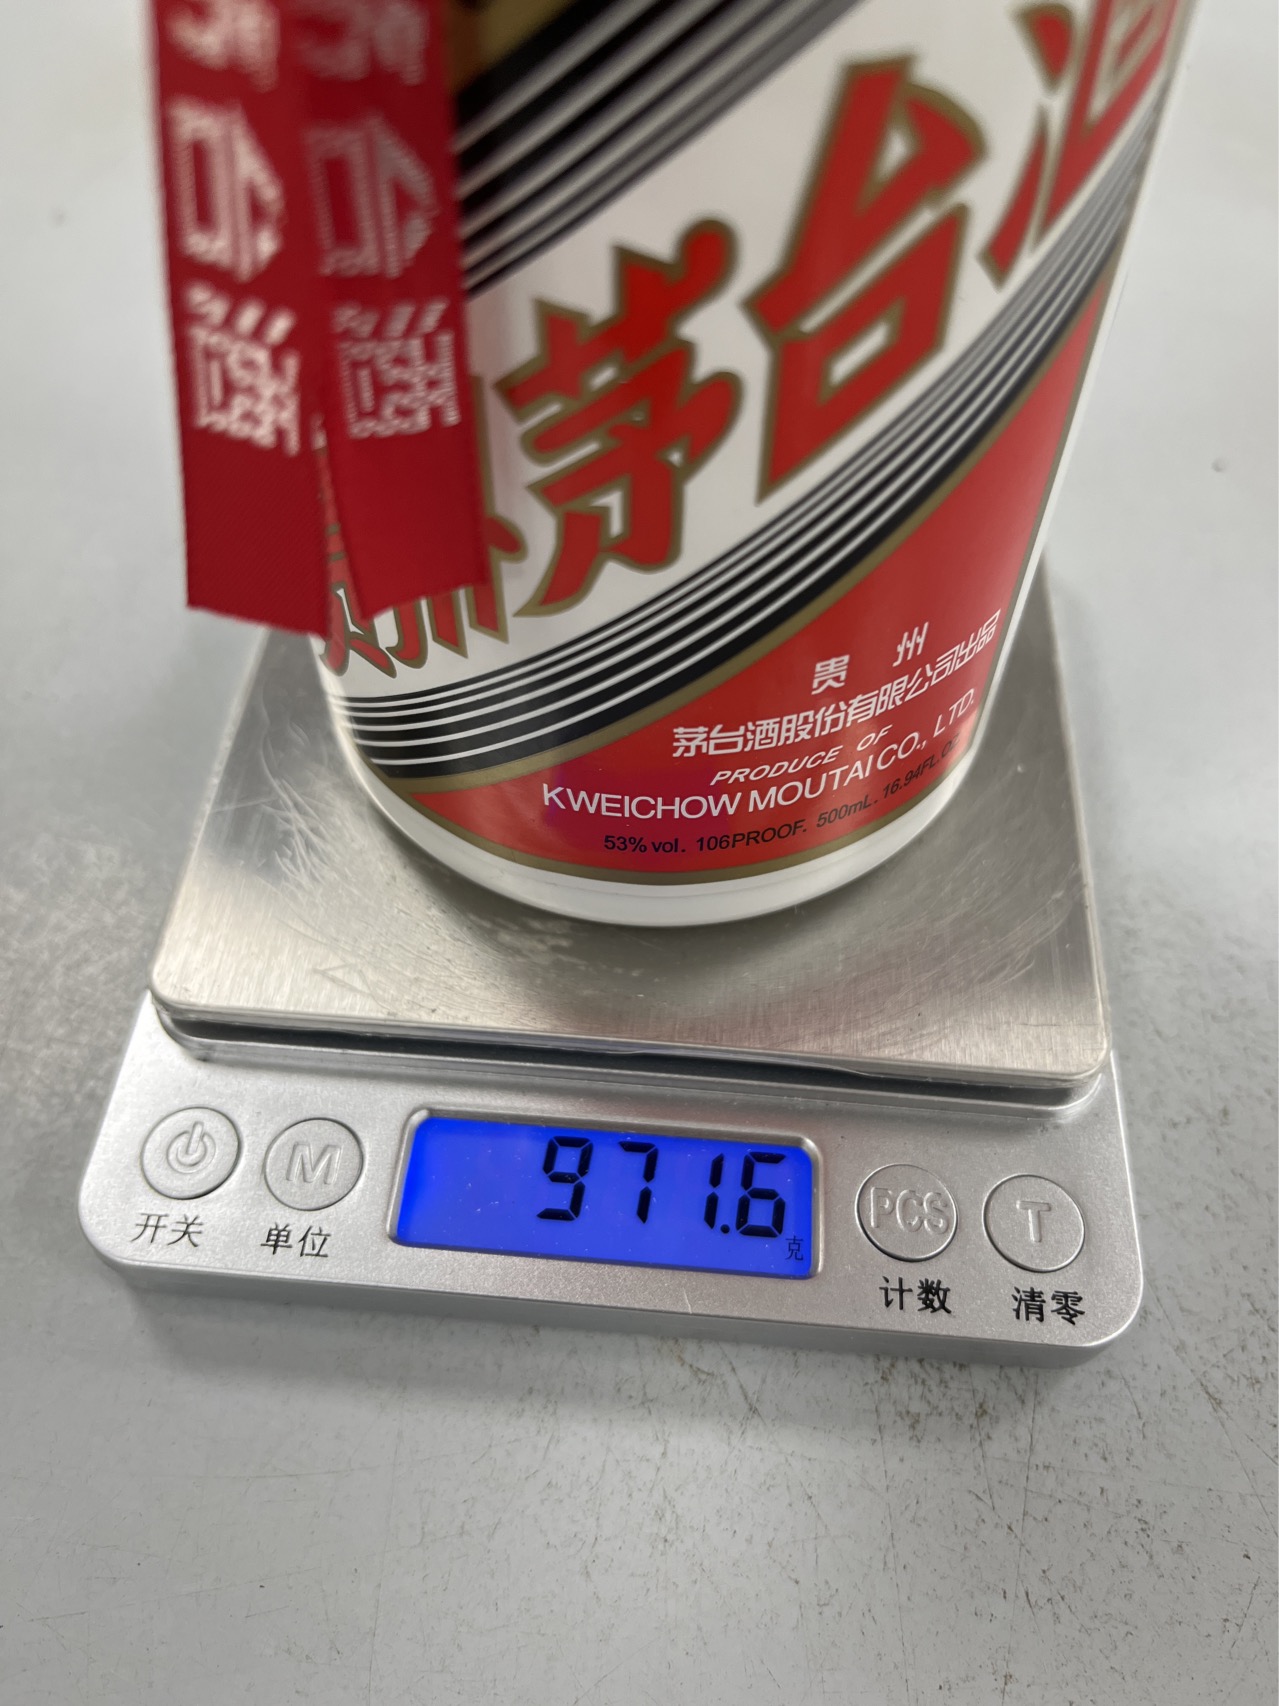 茅台酒
贵州
茅台酒股份有限公司出品
PRODUCE OF
KWEICHOW MOUTAI CO., LTD.
53% vol. 106PROOF. 500mL. 16.94FL.OZ
971.6
克
M
PCS
T
开关
单位
计数
清零